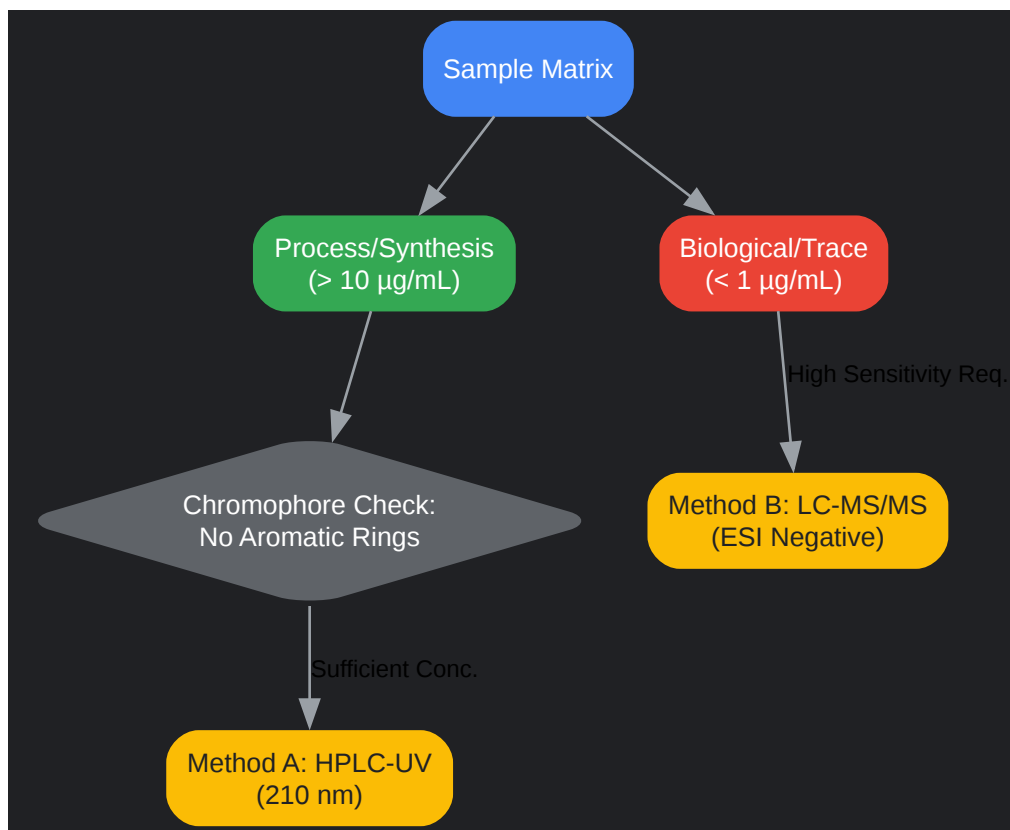 Sample Matrix
Process/Synthesis
(> 10 µg/mL)
Biological/Trace
(< 1 µg/mL)
High Sensitivity Req.
Chromophore Check:
No Aromatic Rings
Method B: LC-MS/MS
(ESI Negative)
Sufficient Conc.
Method A: HPLC-UV
(210 nm)